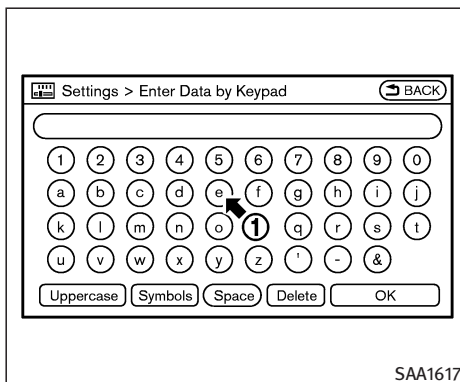 Settings > Enter Data by Keypad BACK
1 2 3 4 5 6 7 8 9 0
a b c d e f g h i j
k l m n o 1 q r s t
u v w x y z ' - &
Uppercase Symbols Space Delete OK
SAA1617